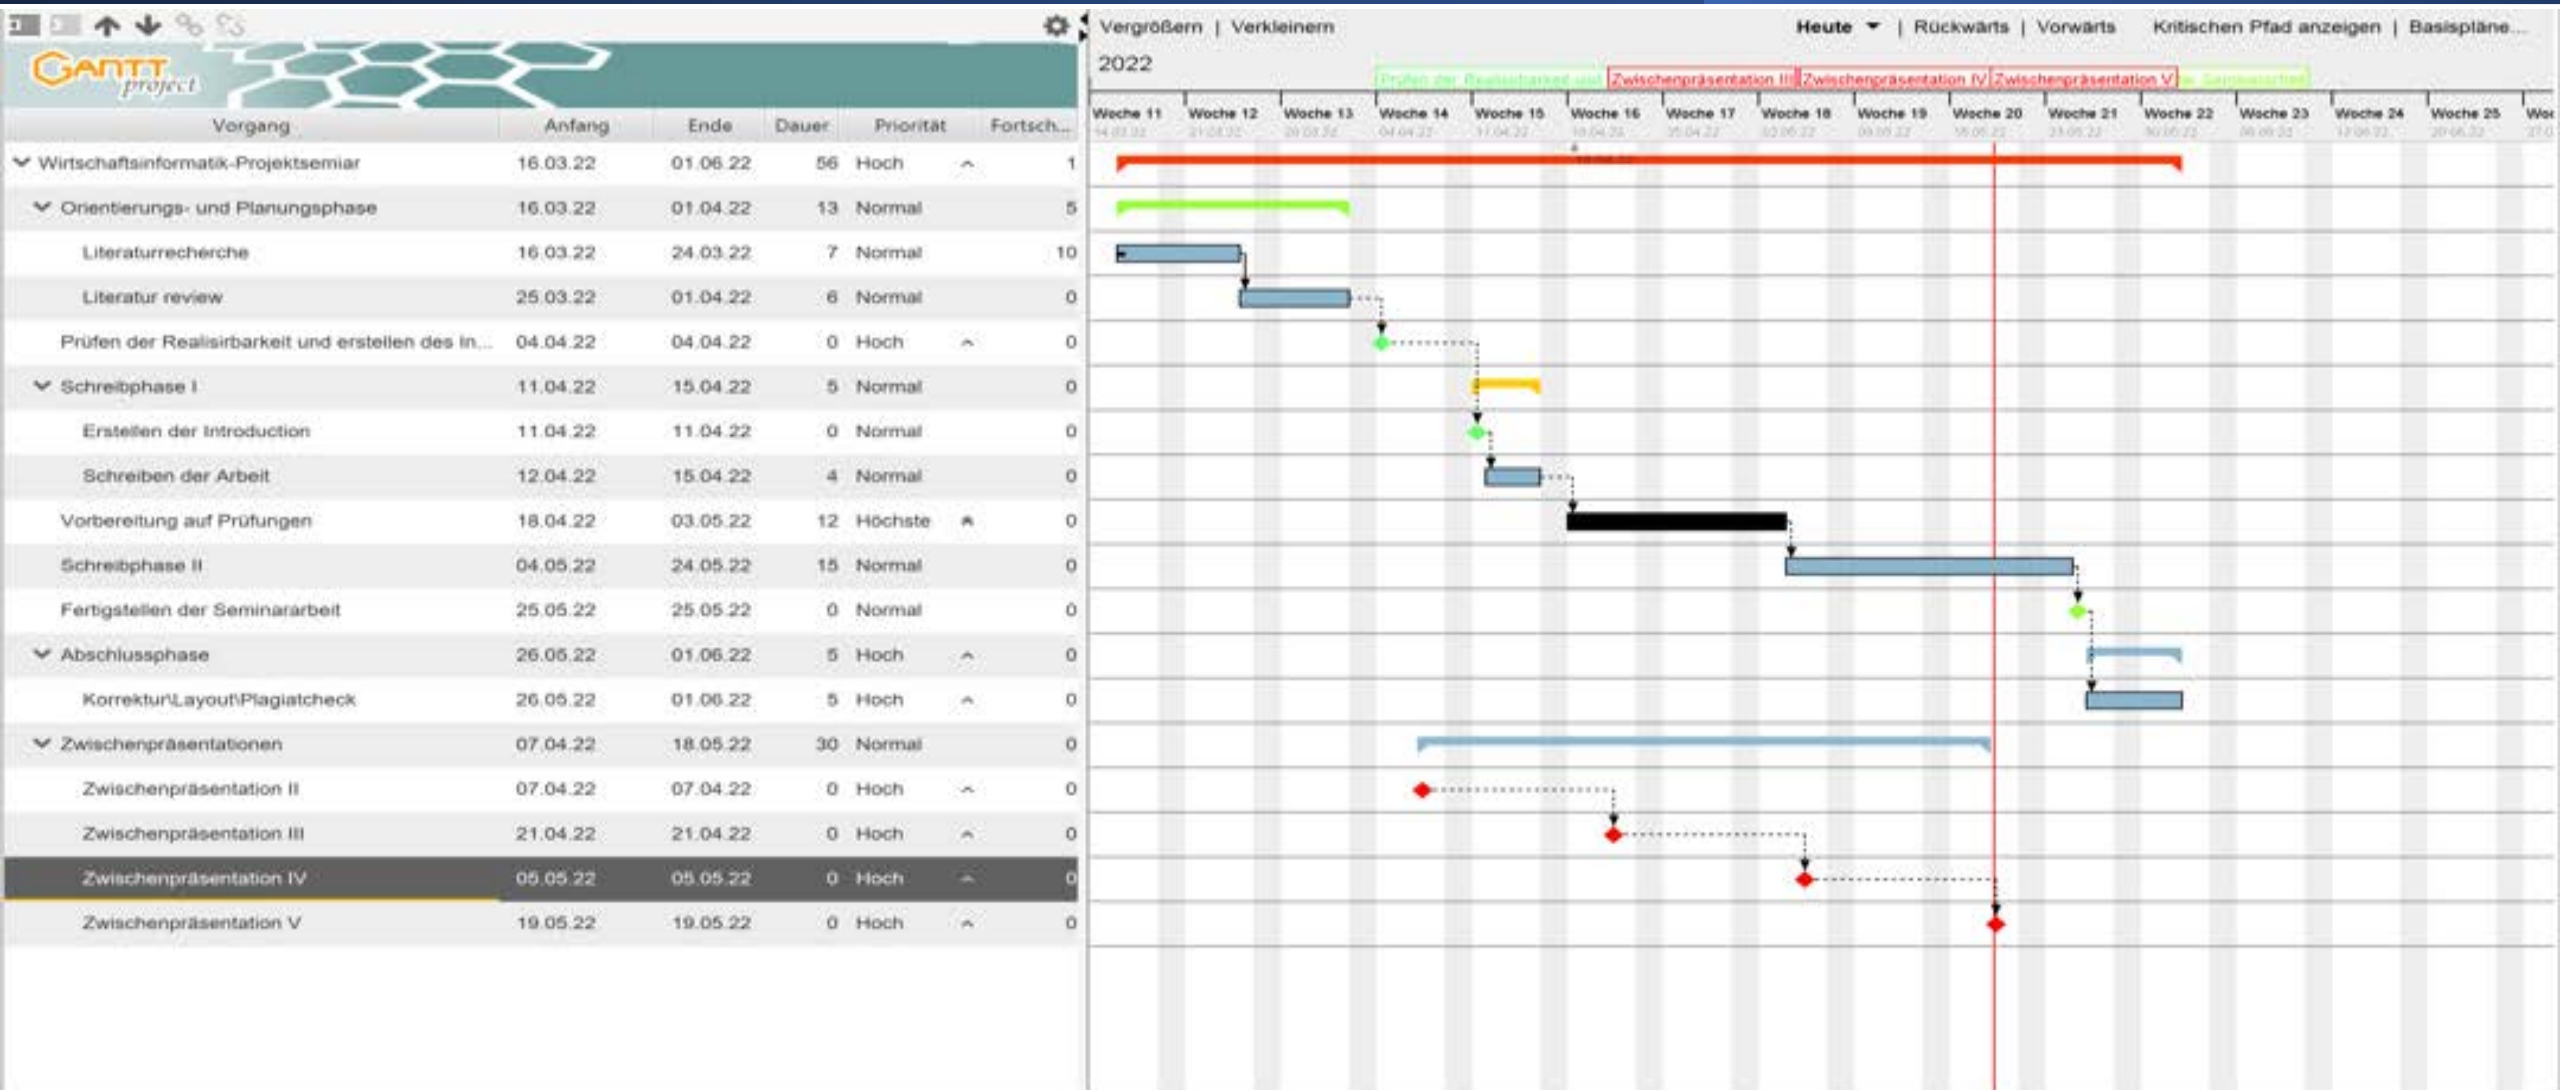 Vergrößern | Verkleinern
Heute | Rückwärts | Vorwärts Kritischen Pfad anzeigen | Basispläne...
GANTT project
2022
Prüfen der Realisirbarkeit und Zwischenpräsentation III Zwischenpräsentation IV Zwischenpräsentation V Seminararbeit
Vorgang Anfang Ende Dauer Priorität Fortsch...
Woche 11 Woche 12 Woche 13 Woche 14 Woche 15 Woche 16 Woche 17 Woche 18 Woche 19 Woche 20 Woche 21 Woche 22 Woche 23 Woche 24 Woche 25 Woc
Wirtschaftsinformatik-Projektsemiar 16.03.22 01.06.22 56 Hoch 1
Orientierungs- und Planungsphase 16.03.22 01.04.22 13 Normal 5
Literaturrecherche 16.03.22 24.03.22 7 Normal 10
Literatur review 25.03.22 01.04.22 6 Normal 0
Prüfen der Realisirbarkeit und erstellen des In... 04.04.22 04.04.22 0 Hoch 0
Schreibphase I 11.04.22 15.04.22 5 Normal 0
Erstellen der Introduction 11.04.22 11.04.22 0 Normal 0
Schreiben der Arbeit 12.04.22 15.04.22 4 Normal 0
Vorbereitung auf Prüfungen 18.04.22 03.05.22 12 Höchste 0
Schreibphase II 04.05.22 24.05.22 15 Normal 0
Fertigstellen der Seminararbeit 25.05.22 25.05.22 0 Normal 0
Abschlussphase 26.05.22 01.06.22 5 Hoch 0
Korrektur\Layout\Plagiatcheck 26.05.22 01.06.22 5 Hoch 0
Zwischenpräsentationen 07.04.22 18.05.22 30 Normal 0
Zwischenpräsentation II 07.04.22 07.04.22 0 Hoch 0
Zwischenpräsentation III 21.04.22 21.04.22 0 Hoch 0
Zwischenpräsentation IV 05.05.22 05.05.22 0 Hoch 0
Zwischenpräsentation V 19.05.22 19.05.22 0 Hoch 0